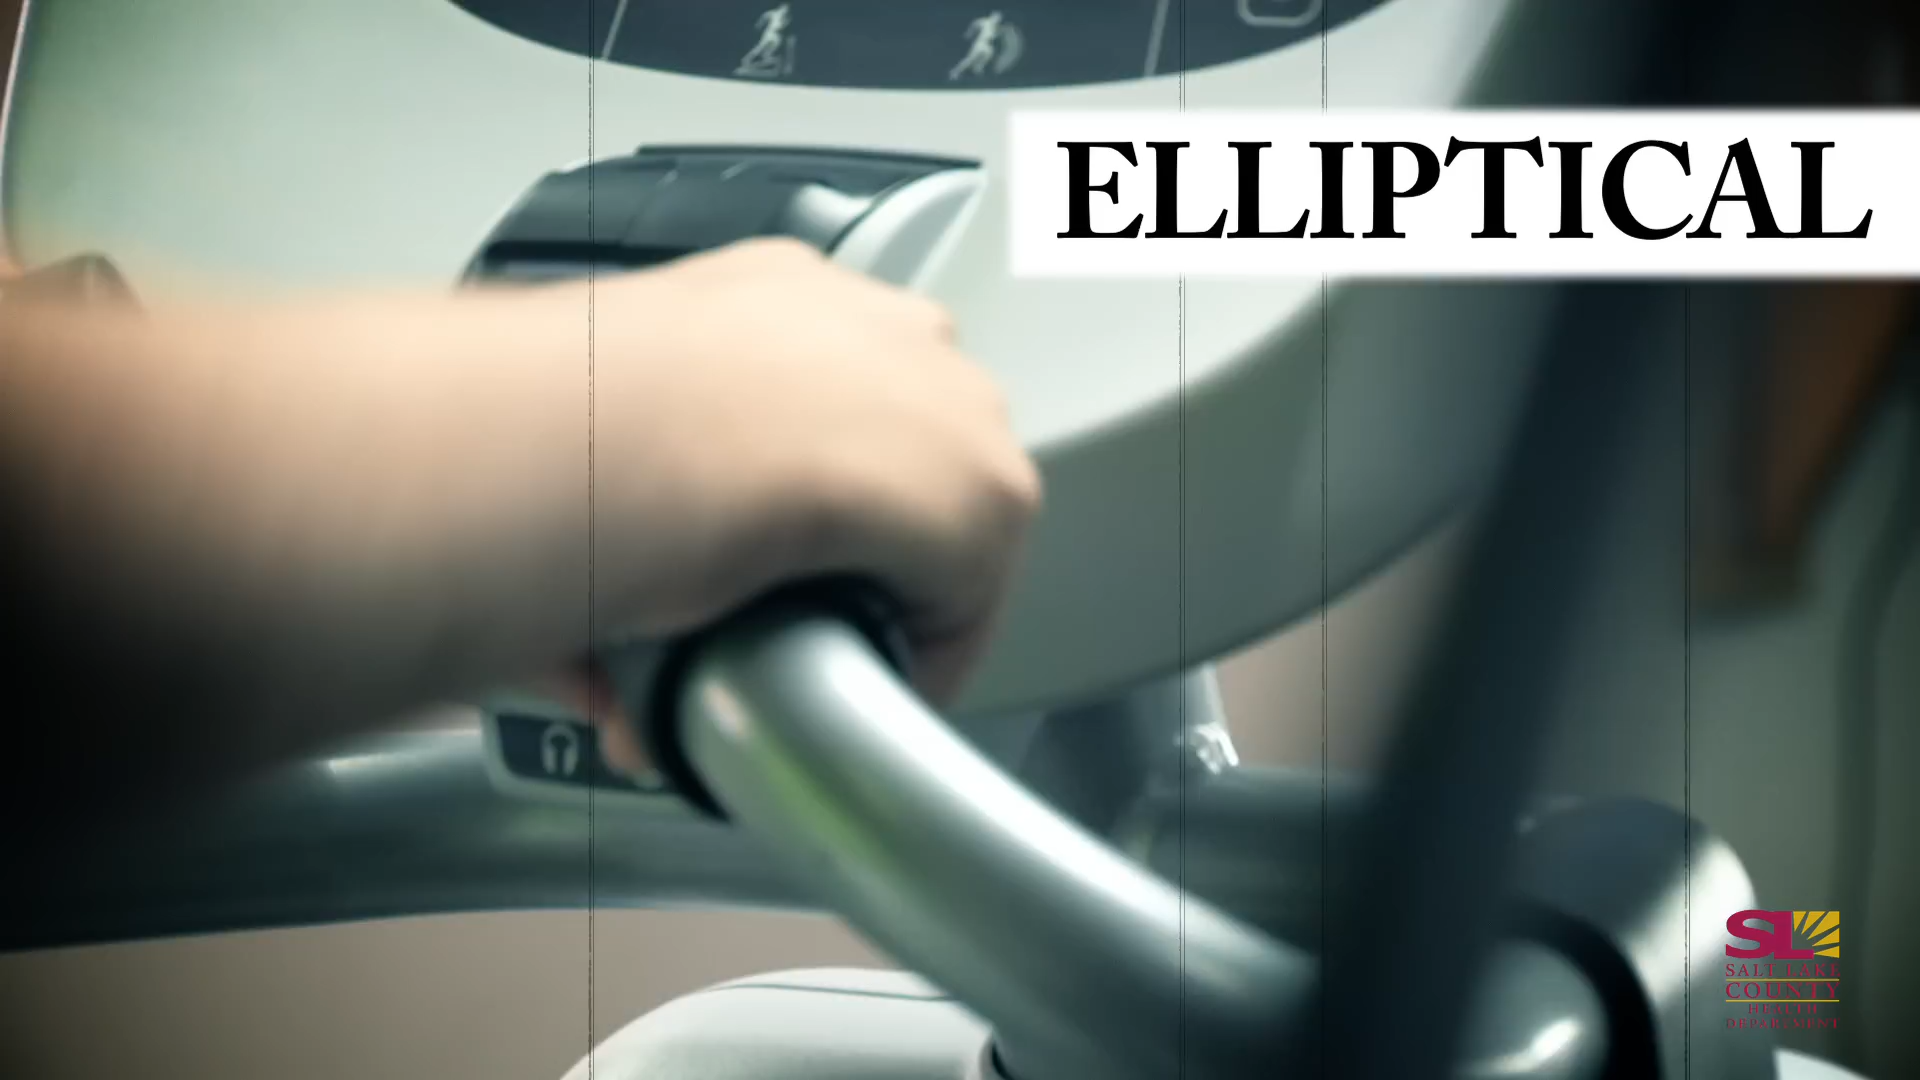 ELLIPTICAL
SL
SALT LAKE
COUNTY
HEALTH
DEPARTMENT